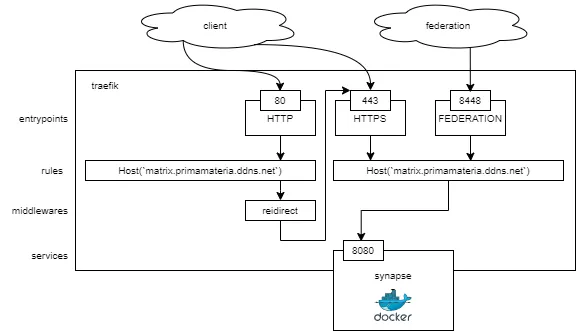 client
federation
traefik
80
443
8448
entrypoints
HTTP
HTTPS
FEDERATION
rules
Host(`matrix.primamateria.ddns.net`)
Host(`matrix.primamateria.ddns.net`)
middlewares
reidirect
8080
services
synapse
docker